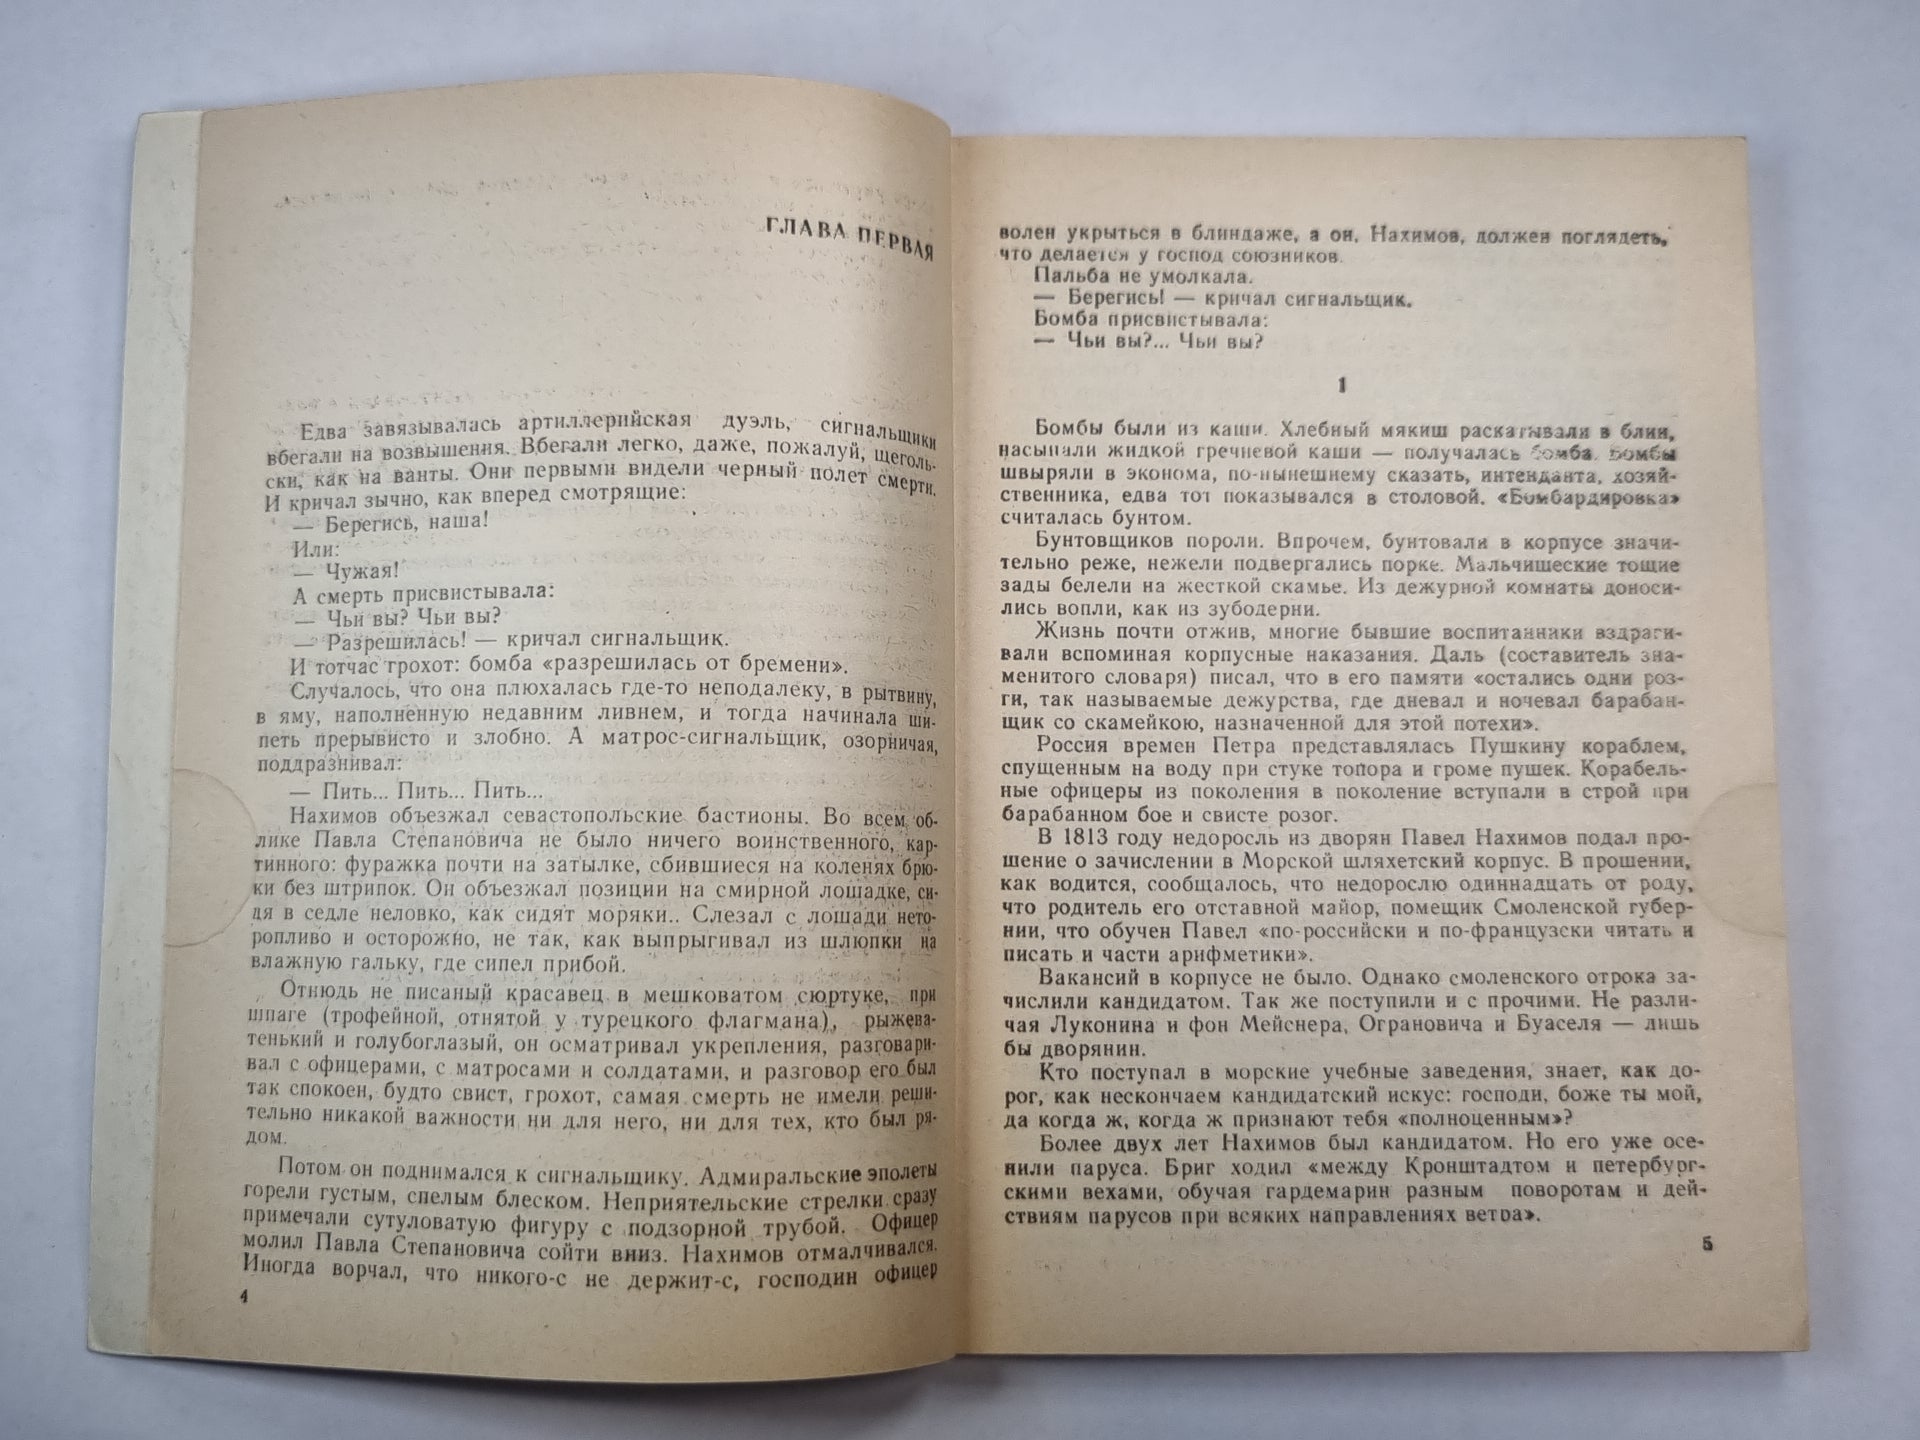 ГЛАВА ПЕРВАЯ
Едва завязывалась артиллерийская дуэль, сигнальщики
вбегали на возвышения. Вбегали легко, даже, пожалуй, щеголь-
ски, как на ванты. Они первыми видели черный полет смерти.
И кричал зычно, как вперед смотрящие:
— Берегись, наша!
Или:
— Чужая!
А смерть присвистывала:
— Чьи вы? Чьи вы?
— Разрешилась! — кричал сигнальщик.
И тотчас грохот: бомба «разрешилась от бремени».
Случалось, что она плюхалась где-то неподалеку, в рытвину,
в яму, наполненную недавним ливнем, и тогда начинала ши-
петь прерывисто и злобно. А матрос-сигнальщик, озорничая,
поддразнивал:
— Пить... Пить... Пить...
Нахимов объезжал севастопольские бастионы. Во всем об-
лике Павла Степановича не было ничего воинственного, кар-
тинного: фуражка почти на затылке, сбившиеся на коленях брю-
ки без штрипок. Он объезжал позиции на смирной лошадке, си-
дя в седле неловко, как сидят моряки.. Слезал с лошади нето-
ропливо и осторожно, не так, как выпрыгивал из шлюпки на
влажную гальку, где сипел прибой.
Отнюдь не писаный красавец в мешковатом сюртуке, при
шпаге (трофейной, отнятой у турецкого флагмана), рыжева-
тенький и голубоглазый, он осматривал укрепления, разговари-
вал с офицерами, с матросами и солдатами, и разговор его был
так спокоен, будто свист, грохот, самая смерть не имели реши-
тельно никакой важности ни для него, ни для тех, кто был ря-
дом.
Потом он поднимался к сигнальщику. Адмиральские эполеты
горели густым, спелым блеском. Неприятельские стрелки сразу
примечали сутуловатую фигуру с подзорной трубой. Офицер
молил Павла Степановича сойти вниз. Нахимов отмалчивался.
Иногда ворчал, что никого-с не держит-с, господин офицер
4
волен укрыться в блиндаже, а он, Нахимов, должен поглядеть,
что делается у господ союзников.
Пальба не умолкала.
— Берегись! — кричал сигнальщик.
Бомба присвистывала:
— Чьи вы?... Чьи вы?
1
Бомбы были из каши. Хлебный мякиш раскатывали в блин,
насыпали жидкой гречневой каши — получалась бомба. Бомбы
швыряли в эконома, по-нынешнему сказать, интенданта, хозяй-
ственника, едва тот показывался в столовой. «Бомбардировка»
считалась бунтом.
Бунтовщиков пороли. Впрочем, бунтовали в корпусе значи-
тельно реже, нежели подвергались порке. Мальчишеские тощие
зады белели на жесткой скамье. Из дежурной комнаты доноси-
лись вопли, как из зубодерни.
Жизнь почти отжив, многие бывшие воспитанники вздраги-
вали вспоминая корпусные наказания. Даль (составитель зна-
менитого словаря) писал, что в его памяти «остались одни роз-
ги, так называемые дежурства, где дневал и ночевал барабан-
щик со скамейкою, назначенной для этой потехи».
Россия времен Петра представлялась Пушкину кораблем,
спущенным на воду при стуке топора и громе пушек. Корабель-
ные офицеры из поколения в поколение вступали в строй при
барабанном бое и свисте розог.
В 1813 году недоросль из дворян Павел Нахимов подал про-
шение о зачислении в Морской шляхетский корпус. В прошении,
как водится, сообщалось, что недорослю одиннадцать от роду,
что родитель его отставной майор, помещик Смоленской губер-
нии, что обучен Павел «по-российски и по-французски читать и
писать и части арифметики».
Вакансий в корпусе не было. Однако смоленского отрока за-
числили кандидатом. Так же поступили и с прочими. Не разли-
чая Луконина и фон Мейснера, Ограновича и Буаселя — лишь
бы дворянин.
Кто поступал в морские учебные заведения, знает, как до-
рог, как нескончаем кандидатский искус: господи, боже ты мой,
да когда ж, когда ж признают тебя «полноценным»?
Более двух лет Нахимов был кандидатом. Но его уже осе-
нили паруса. Бриг ходил «между Кронштадтом и петербург-
скими вехами, обучая гардемарин разным поворотам и дей-
ствиям парусов при всяких направлениях ветра».
5